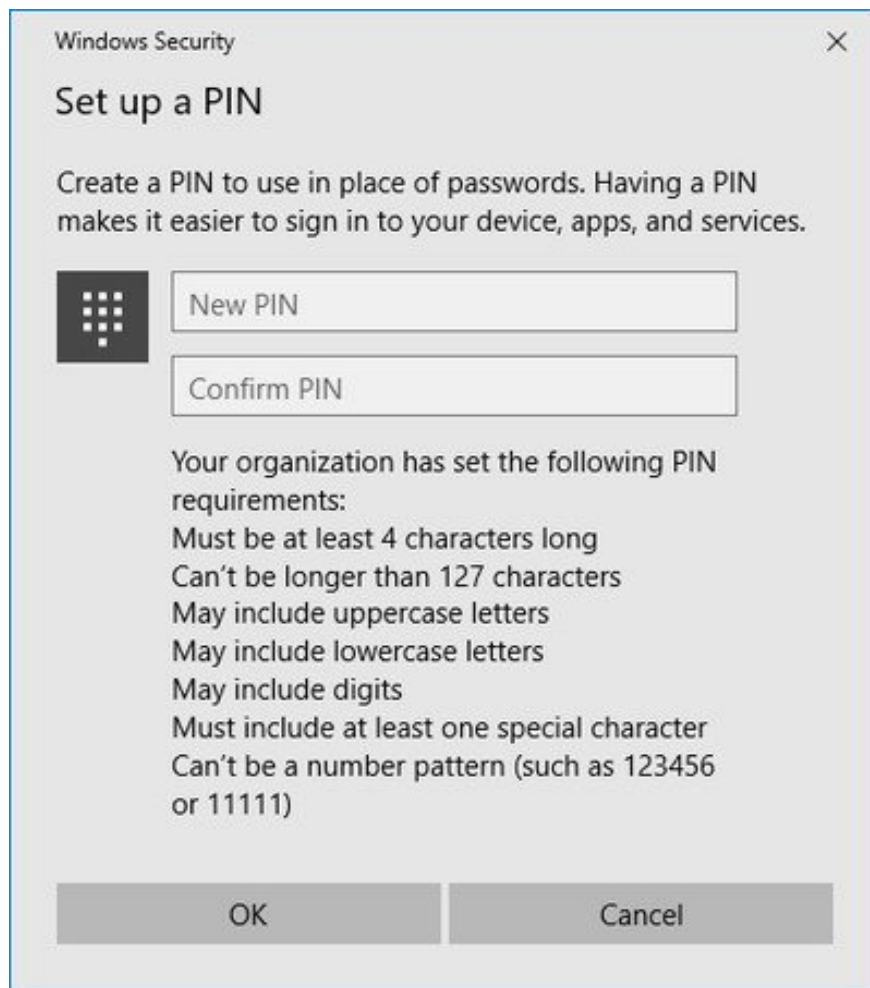 Windows Security
Set up a PIN
Create a PIN to use in place of passwords. Having a PIN
makes it easier to sign in to your device, apps, and services.
New PIN
Confirm PIN
Your organization has set the following PIN
requirements:
Must be at least 4 characters long
Can't be longer than 127 characters
May include uppercase letters
May include lowercase letters
May include digits
Must include at least one special character
Can't be a number pattern (such as 123456
or 11111)
OK
Cancel